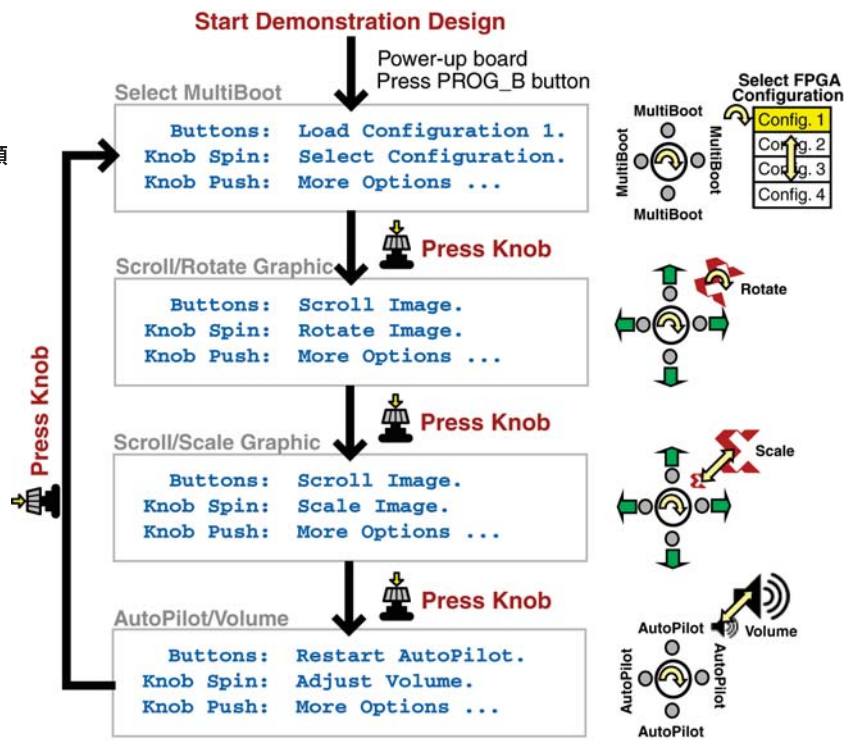 Start Demonstration Design
Power-up board
Press PROG_B button
Select MultiBoot
Buttons: Load Configuration 1.
Knob Spin: Select Configuration.
Knob Push: More Options ...
MultiBoot
MultiBoot
MultiBoot
MultiBoot
Select FPGA
Configuration
Config. 1
Config. 2
Config. 3
Config. 4
Press Knob
Scroll/Rotate Graphic
Buttons: Scroll Image.
Knob Spin: Rotate Image.
Knob Push: More Options ...
Rotate
Press Knob
Scroll/Scale Graphic
Buttons: Scroll Image.
Knob Spin: Scale Image.
Knob Push: More Options ...
Scale
Press Knob
AutoPilot/Volume
Buttons: Restart AutoPilot.
Knob Spin: Adjust Volume.
Knob Push: More Options ...
AutoPilot
AutoPilot
AutoPilot
AutoPilot
Volume
Press Knob